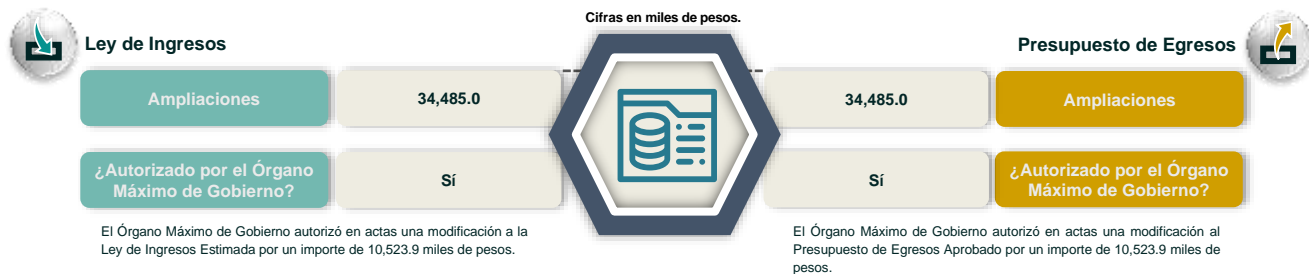 Cifras en miles de pesos.
Ley de Ingresos
Presupuesto de Egresos
Ampliaciones
34,485.0
34,485.0
Ampliaciones
¿Autorizado por el Órgano
Máximo de Gobierno?
Sí
Sí
¿Autorizado por el Órgano
Máximo de Gobierno?
El Órgano Máximo de Gobierno autorizó en actas una modificación a la
Ley de Ingresos Estimada por un importe de 10,523.9 miles de pesos.
El Órgano Máximo de Gobierno autorizó en actas una modificación al
Presupuesto de Egresos Aprobado por un importe de 10,523.9 miles de
pesos.